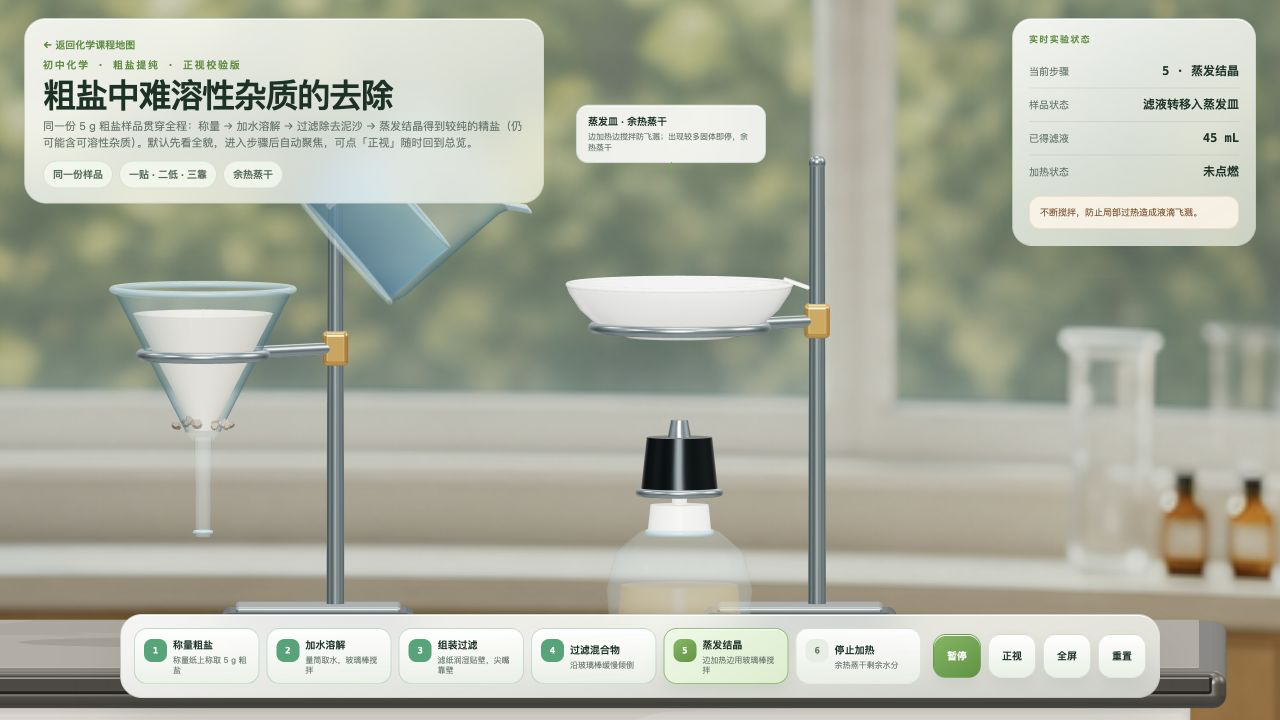 ← 返回化学课程地图
初中化学 · 粗盐提纯 · 正视校验版
粗盐中难溶性杂质的去除
同一份 5 g 粗盐样品贯穿全程：称量 → 加水溶解 → 过滤除去泥沙 → 蒸发结晶得到较纯的精盐（仍
可能含可溶性杂质）。默认先看全貌，进入步骤后自动聚焦，可点「正视」随时回到总览。
同一份样品
一贴·二低·三靠
余热蒸干
蒸发皿 · 余热蒸干
边加热边搅拌防飞溅；出现较多固体即停，余
热蒸干
实时实验状态
当前步骤
5 · 蒸发结晶
样品状态
滤液转移入蒸发皿
已得滤液
45 mL
加热状态
未点燃
不断搅拌，防止局部过热造成液滴飞溅。
1
称量粗盐
称量纸上称取 5 g 粗
盐
2
加水溶解
量筒取水，玻璃棒搅
拌
3
组装过滤
滤纸润湿贴壁，尖嘴
靠壁
4
过滤混合物
沿玻璃棒缓慢倾倒
5
蒸发结晶
边加热边用玻璃棒搅
拌
6
停止加热
余热蒸干剩余水分
暂停
正视
全屏
重置